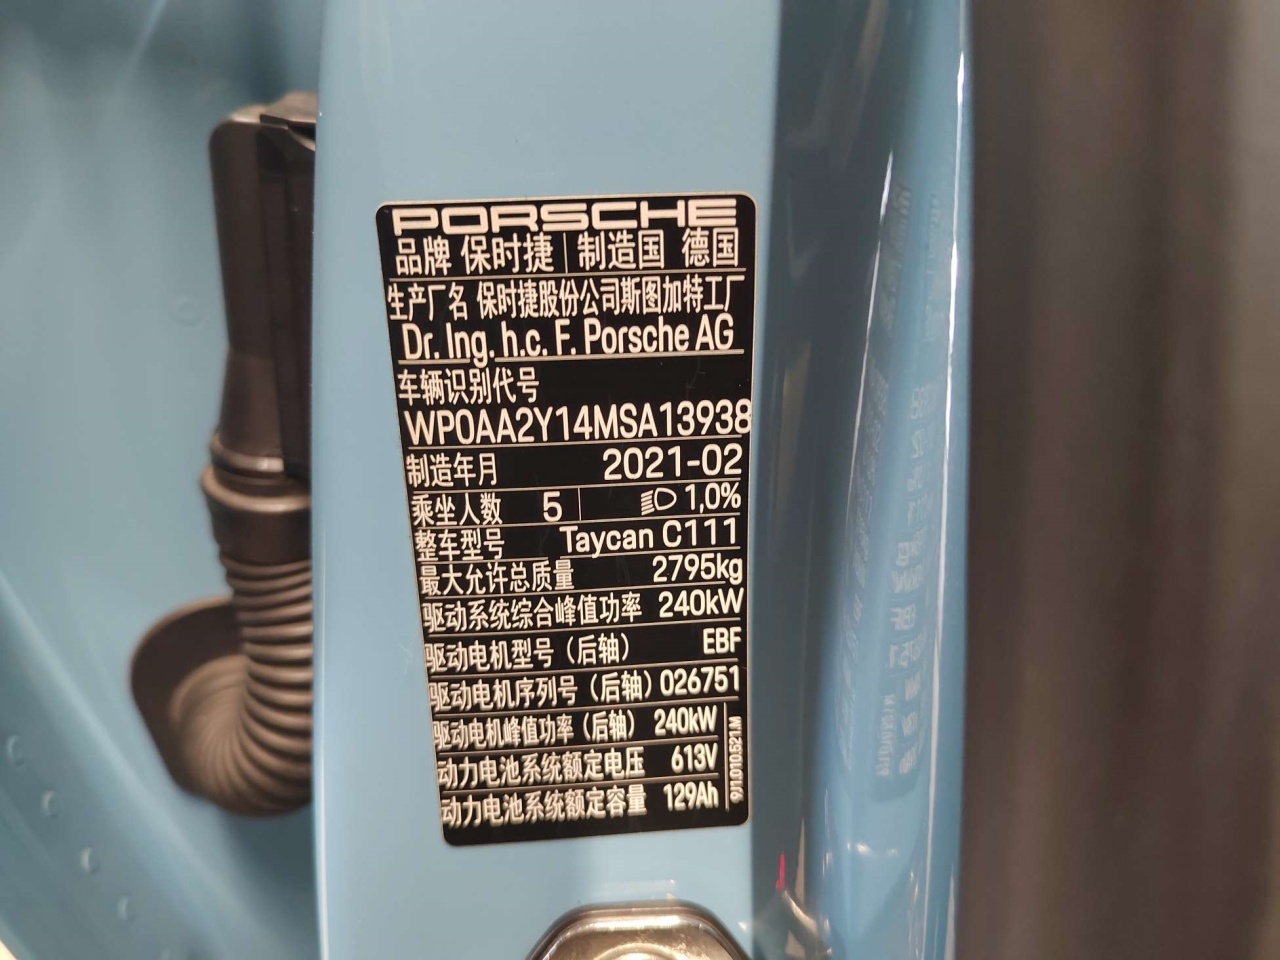 PORSCHE
品牌 保时捷 制造国 德国
生产厂名 保时捷股份公司斯图加特工厂
Dr. Ing. h.c. F. Porsche AG
车辆识别代号
WP0AA2Y14MSA13938
制造年月 2021-02
乘坐人数 5 1,0%
整车型号 Taycan C111
最大允许总质量 2795kg
驱动系统综合峰值功率 240kW
驱动电机型号（后轴） EBF
驱动电机序列号（后轴） 026751
驱动电机峰值功率（后轴） 240kW
动力电池系统额定电压 613V
动力电池系统额定容量 129Ah
9J1.010.521.M